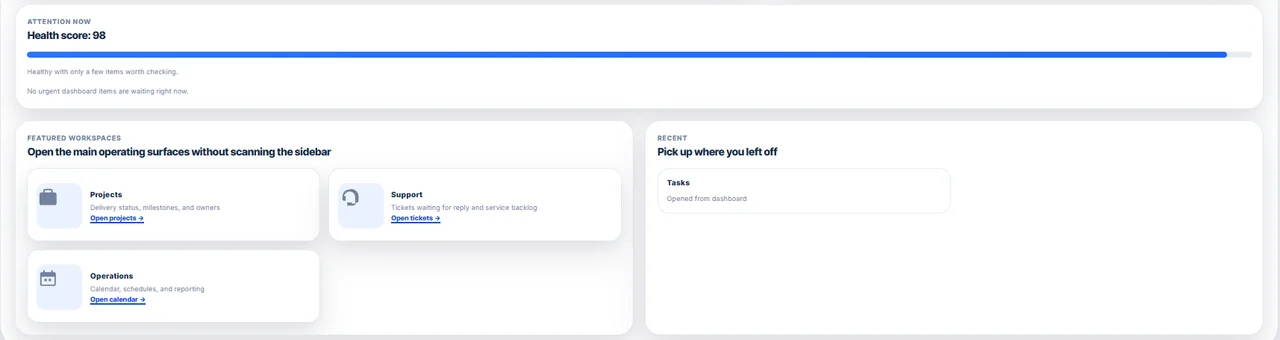 ATTENTION NOW
Health score: 98
Healthy with only a few items worth checking.
No urgent dashboard items are waiting right now.
FEATURED WORKSPACES
Open the main operating surfaces without scanning the sidebar
Projects
Delivery status, milestones, and owners
Open projects →
Support
Tickets waiting for reply and service backlog
Open tickets →
Operations
Calendar, schedules, and reporting
Open calendar →
RECENT
Pick up where you left off
Tasks
Opened from dashboard